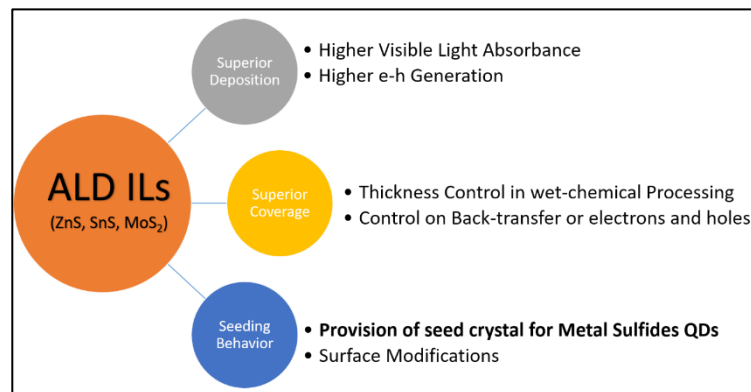 ALD ILs
(ZnS, SnS, MoS₂)
Superior
Deposition
• Higher Visible Light Absorbance
• Higher e-h Generation
Superior
Coverage
• Thickness Control in wet-chemical Processing
• Control on Back-transfer or electrons and holes
Seeding
Behavior
• Provision of seed crystal for Metal Sulfides QDs
• Surface Modifications